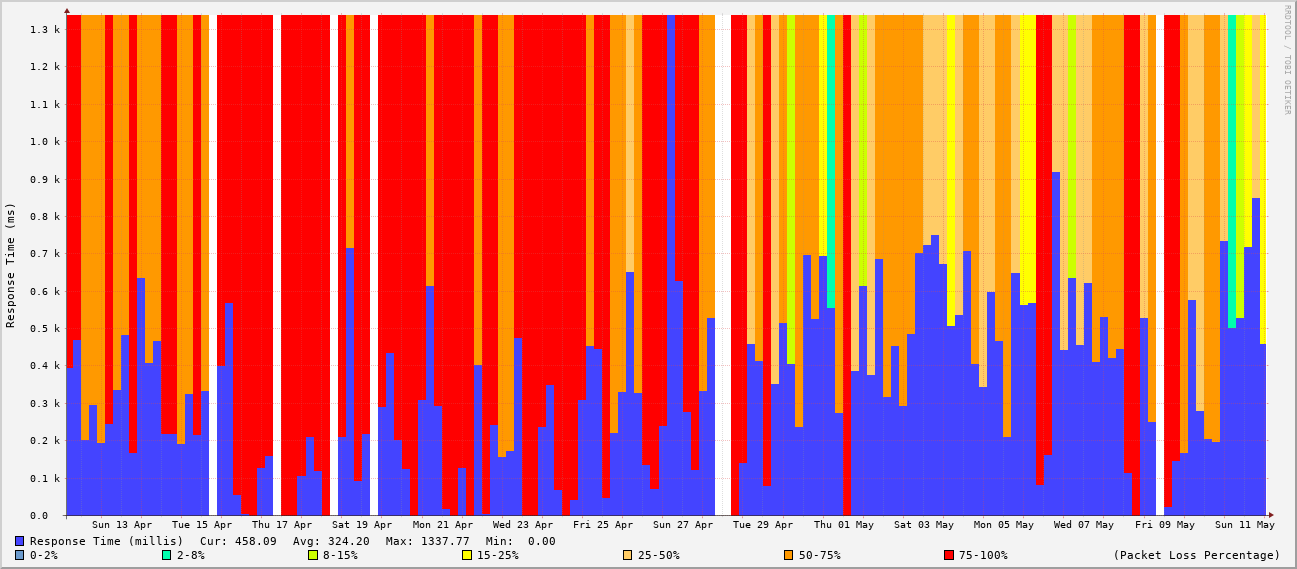 RRDTOOL / TOBI OETIKER
Response Time (ms)
1.3 k
1.2 k
1.1 k
1.0 k
0.9 k
0.8 k
0.7 k
0.6 k
0.5 k
0.4 k
0.3 k
0.2 k
0.1 k
0.0
Sun 13 Apr Tue 15 Apr Thu 17 Apr Sat 19 Apr Mon 21 Apr Wed 23 Apr Fri 25 Apr Sun 27 Apr Tue 29 Apr Thu 01 May Sat 03 May Mon 05 May Wed 07 May Fri 09 May Sun 11 May
Response Time (millis) Cur: 458.09 Avg: 324.20 Max: 1337.77 Min: 0.00
0-2% 2-8% 8-15% 15-25% 25-50% 50-75% 75-100% (Packet Loss Percentage)